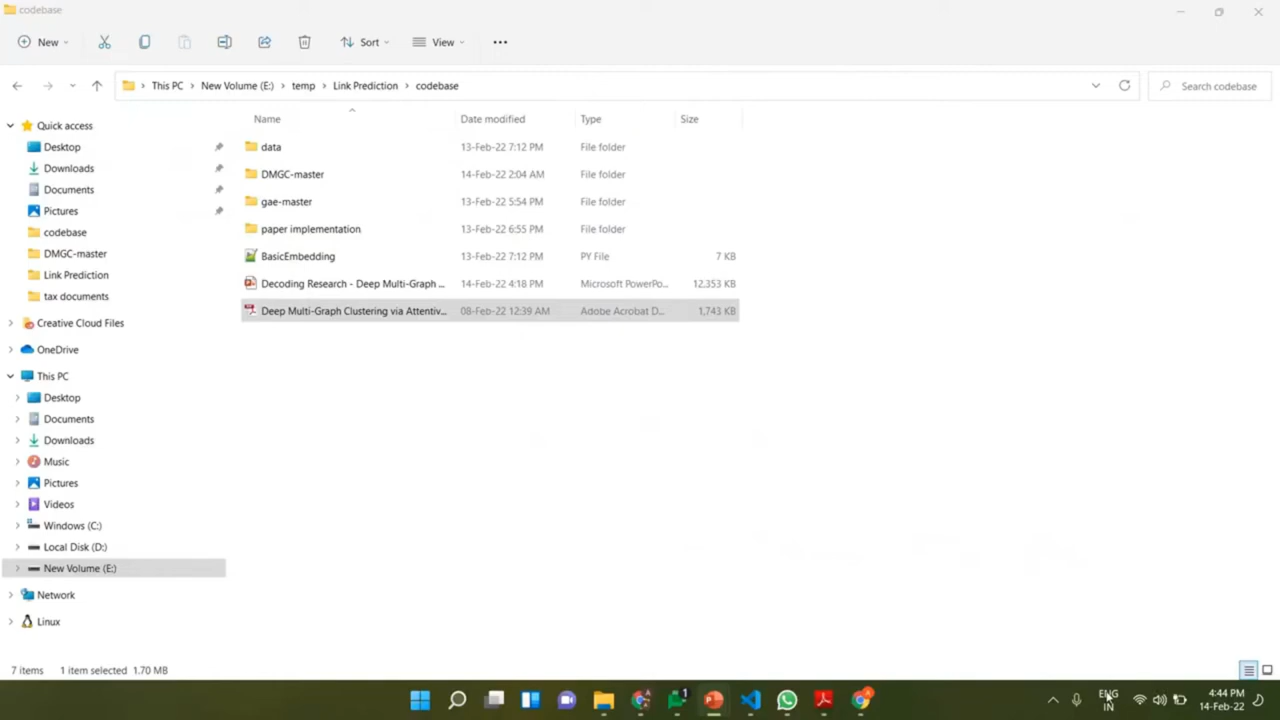 codebase
New
Sort
View
This PC > New Volume (E:) > temp > Link Prediction > codebase
Search codebase
Name Date modified Type Size
data 13-Feb-22 7:12 PM File folder
DMGC-master 14-Feb-22 2:04 AM File folder
gae-master 13-Feb-22 5:54 PM File folder
paper implementation 13-Feb-22 6:55 PM File folder
BasicEmbedding 13-Feb-22 7:12 PM PY File 7 KB
Decoding Research - Deep Multi-Graph ... 14-Feb-22 4:18 PM Microsoft PowerPo... 12,353 KB
Deep Multi-Graph Clustering via Attentiv... 08-Feb-22 12:39 AM Adobe Acrobat D... 1,743 KB
Quick access
Desktop
Downloads
Documents
Pictures
codebase
DMGC-master
Link Prediction
tax documents
Creative Cloud Files
OneDrive
This PC
Desktop
Documents
Downloads
Music
Pictures
Videos
Windows (C:)
Local Disk (D:)
New Volume (E:)
Network
Linux
7 items 1 item selected 1.70 MB
1
ENG
IN
4:44 PM
14-Feb-22